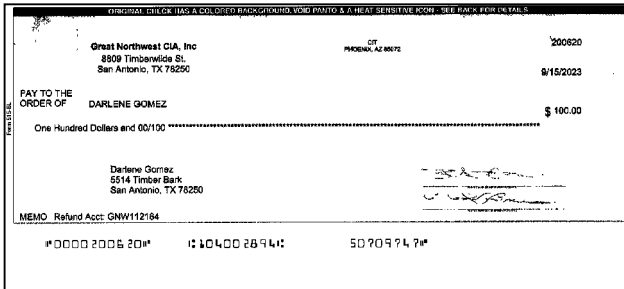 ORIGINAL CHECK HAS A COLORED BACKGROUND, VOID PANTO & A HEAT SENSITIVE ICON - SEE BACK FOR DETAILS
Great Northwest CIA, Inc
8809 Timberwilde St.
San Antonio, TX 78250
CIT
PHOENIX, AZ 85072
200620
9/15/2023
PAY TO THE
ORDER OF DARLENE GOMEZ
$ 100.00
One Hundred Dollars and 00/100 ****************************************
Darlene Gomez
5514 Timber Bark
San Antonio, TX 78250
MEMO Refund Acct: GNW112164
⑈0000200620⑈ ⑆104002894⑆ 50709747⑈